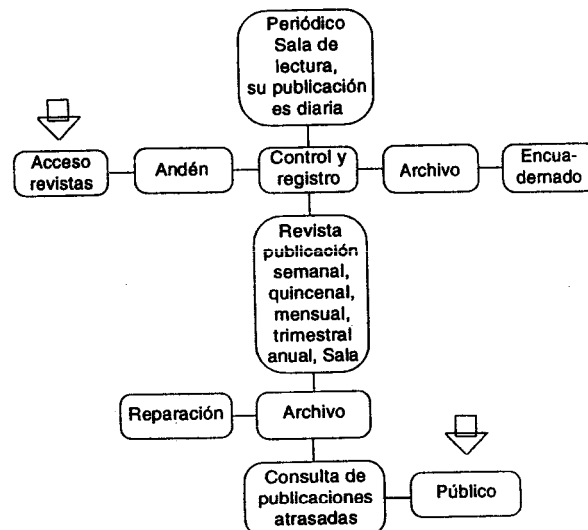 Periódico
Sala de
lectura,
su publicación
es diaria
Acceso
revistas
Andén
Control y
registro
Archivo
Encua-
dernado
Revista
publicación
semanal,
quincenal,
mensual,
trimestral
anual, Sala
Reparación
Archivo
Consulta de
publicaciones
atrasadas
Público